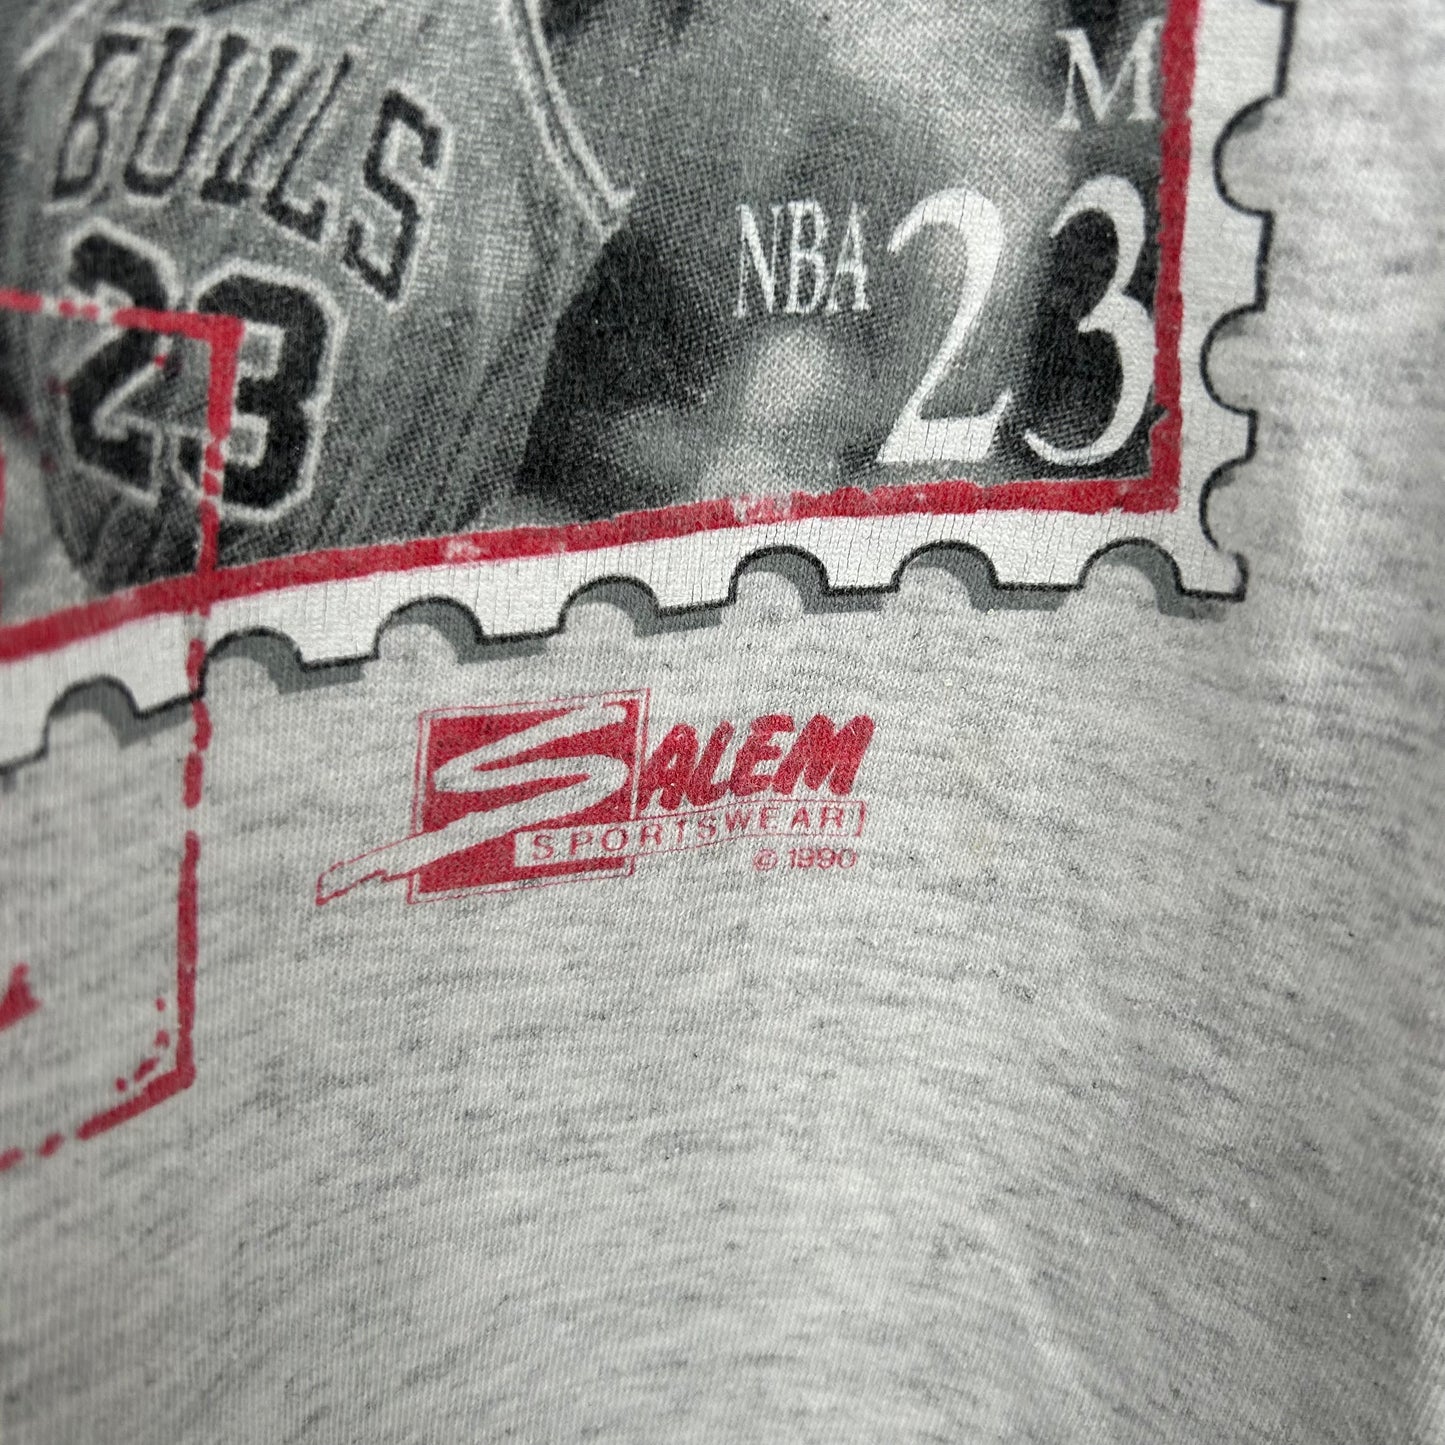 BULLS
23
M
NBA 23
SALEM
SPORTSWEAR
© 1990